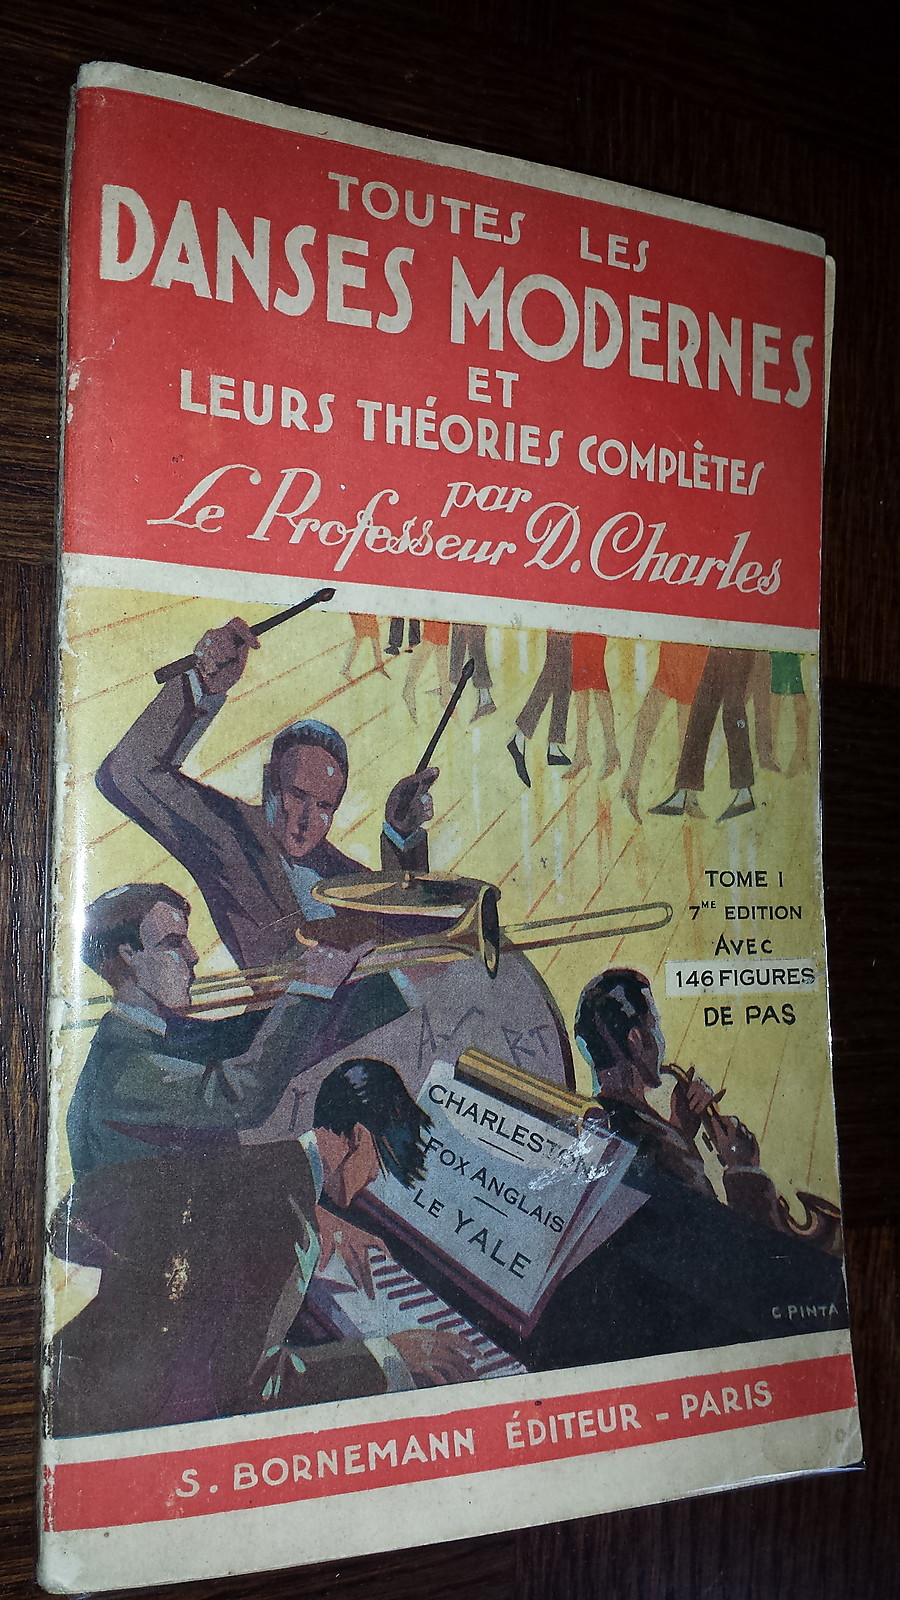 TOUTES LES
DANSES MODERNES
ET
LEURS THÉORIES COMPLÈTES
par
Le Professeur D. Charles
TOME I
7ME EDITION
AVEC
146 FIGURES
DE PAS
CHARLESTON
FOX ANGLAIS
LE YALE
C PINTA
S. BORNEMANN ÉDITEUR - PARIS